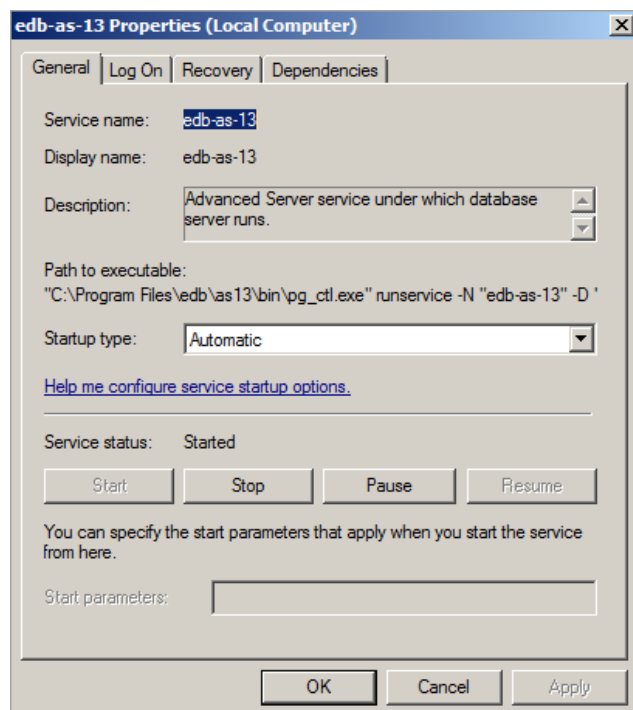 edb-as-13 Properties (Local Computer)
General Log On Recovery Dependencies
Service name: edb-as-13
Display name: edb-as-13
Description: Advanced Server service under which database
server runs.
Path to executable:
"C:\Program Files\edb\as13\bin\pg_ctl.exe" runservice -N "edb-as-13" -D '
Startup type: Automatic
Help me configure service startup options.
Service status: Started
Start Stop Pause Resume
You can specify the start parameters that apply when you start the service
from here.
Start parameters:
OK Cancel Apply